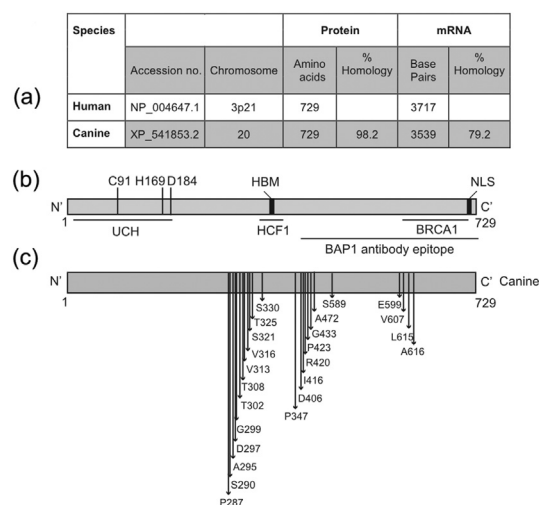 Species Protein mRNA
Accession no. Chromosome Amino acids % Homology Base Pairs % Homology
(a)
Human NP_004647.1 3p21 729 3717
Canine XP_541853.2 20 729 98.2 3539 79.2
(b)
C91 H169 D184 HBM NLS
N' C'
1 729
UCH HCF1 BRCA1
BAP1 antibody epitope
(c)
N' C' Canine
1 729
S330 S589 E599
T325 A472 V607
S321 G433 L615
V316 P423 A616
V313 R420
T308 I416
T302 D406
G299 P347
D297
A295
S290
P287